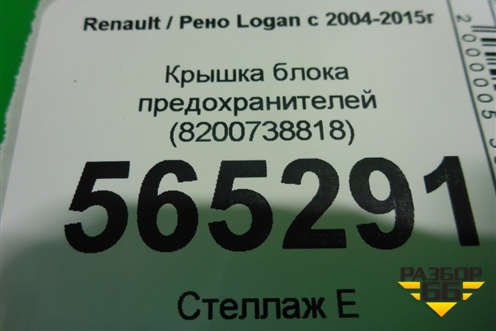 Renault / Рено Logan с 2004-2015г
Крышка блока
предохранителей
(8200738818)
565291
Стеллаж Е
РАЗБОР
66